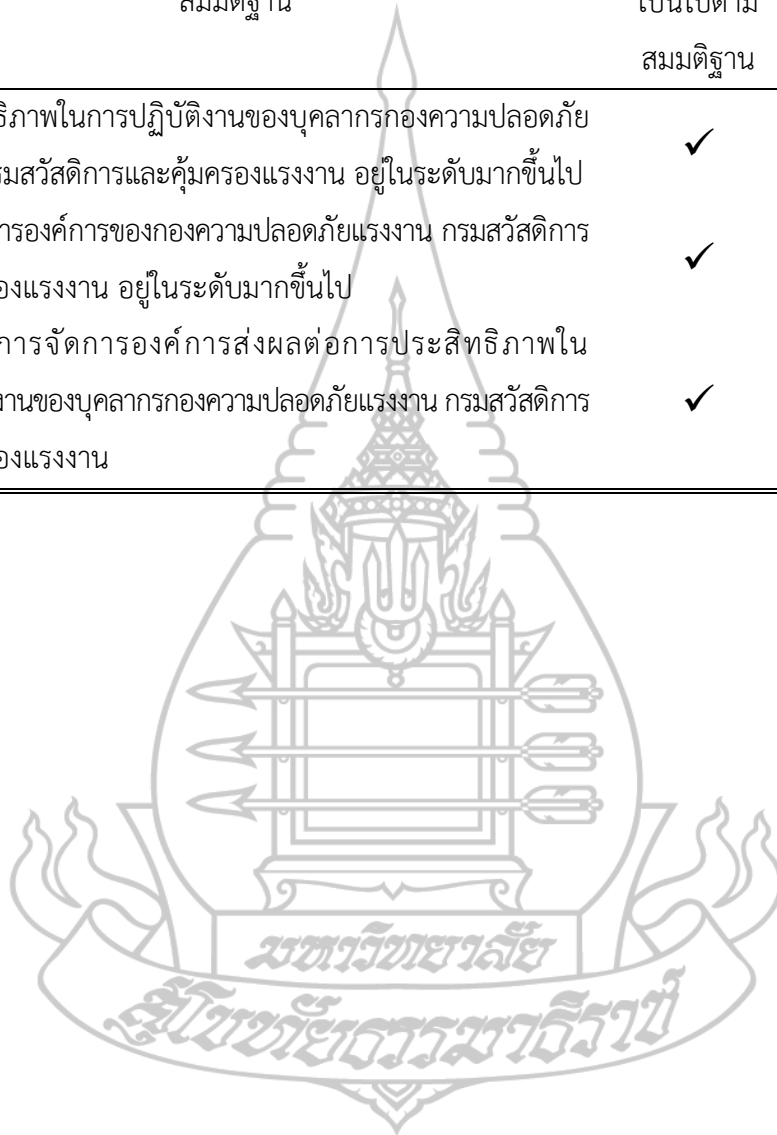 สมมติฐาน
เป็นไปตาม
สมมติฐาน
ธิภาพในการปฏิบัติงานของบุคลากรกองความปลอดภัย
✓
รมสวัสดิการและคุ้มครองแรงงาน อยู่ในระดับมากขึ้นไป
ารองค์การของกองความปลอดภัยแรงงาน กรมสวัสดิการ
✓
องแรงงาน อยู่ในระดับมากขึ้นไป
การจัดการองค์การส่งผลต่อการประสิทธิภาพใน
งานของบุคลากรกองความปลอดภัยแรงงาน กรมสวัสดิการ
✓
องแรงงาน
มหาวิทยาลัย
สุโขทัยธรรมาธิราช